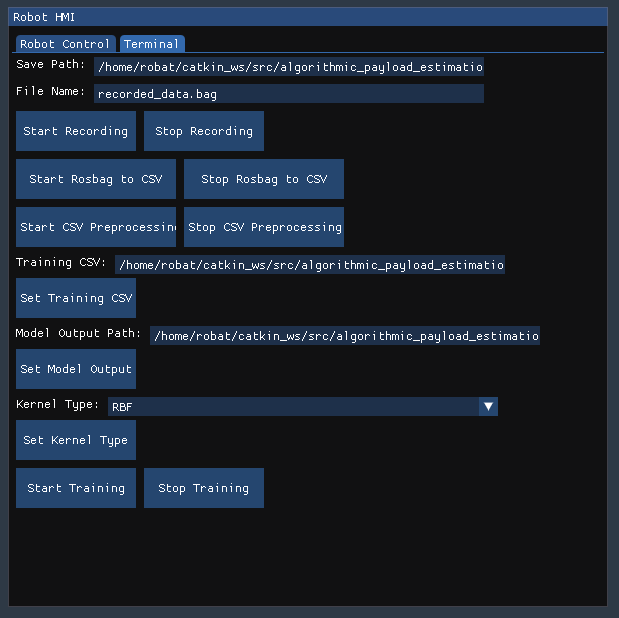 Robot HMI
Robot Control Terminal
Save Path: /home/robat/catkin_ws/src/algorithmic_payload_estimatio
File Name: recorded_data.bag
Start Recording Stop Recording
Start Rosbag to CSV Stop Rosbag to CSV
Start CSV Preprocessin Stop CSV Preprocessing
Training CSV: /home/robat/catkin_ws/src/algorithmic_payload_estimatio
Set Training CSV
Model Output Path: /home/robat/catkin_ws/src/algorithmic_payload_estimatio
Set Model Output
Kernel Type: RBF
Set Kernel Type
Start Training Stop Training